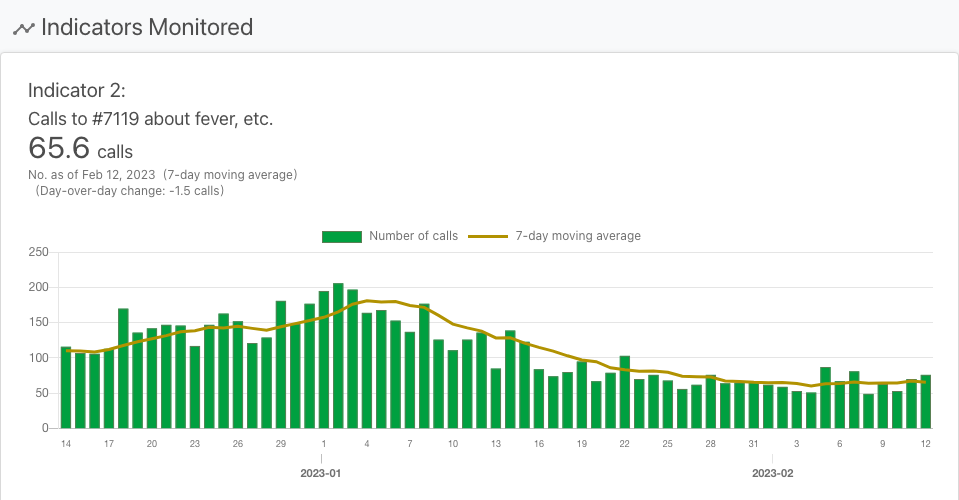 Indicators Monitored
Indicator 2:
Calls to #7119 about fever, etc.
65.6 calls
No. as of Feb 12, 2023 (7-day moving average)
(Day-over-day change: -1.5 calls)
Number of calls 7-day moving average
250
200
150
100
50
0
14 17 20 23 26 29 1 4 7 10 13 16 19 22 25 28 31 3 6 9 12
2023-01 2023-02